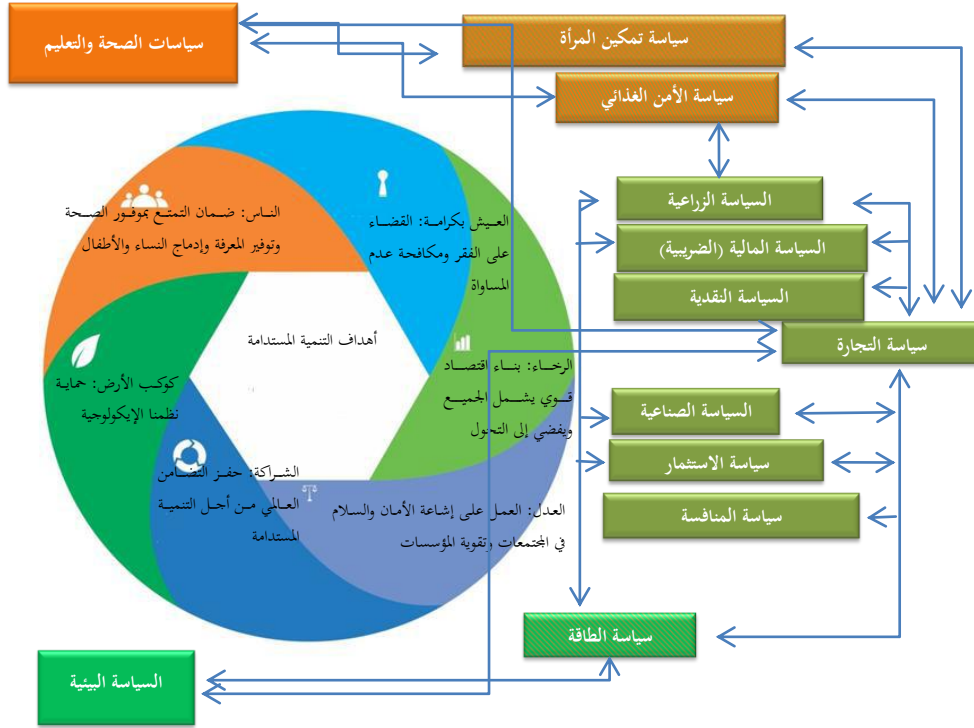 سياسات الصحة والتعليم
سياسة تمكين المرأة
سياسة الأمن الغذائي
السياسة الزراعية
السياسة المالية (الضريبية)
السياسة النقدية
سياسة التجارة
السياسة الصناعية
سياسة الاستثمار
سياسة المنافسة
سياسة الطاقة
السياسة البيئية
العيش بكرامة: القضاء
على الفقر ومكافحة عدم
المساواة
الناس: ضمان التمتع بموفور الصحة
وتوفير المعرفة وإدماج النساء والأطفال
أهداف التنمية المستدامة
الرخاء: بناء اقتصاد
قوي يشمل الجميع
ويفضي إلى التحول
كوكب الأرض: حماية
نظمنا الإيكولوجية
الشراكة: حفز التضامن
العالمي من أجل التنمية
المستدامة
العدل: العمل على إشاعة الأمان والسلام
في المجتمعات وتقوية المؤسسات